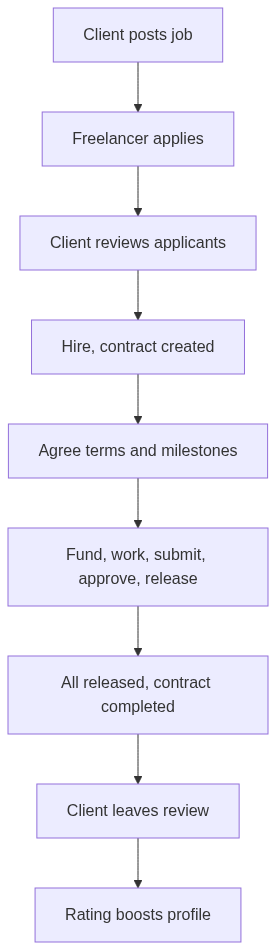 Client posts job
Freelancer applies
Client reviews applicants
Hire, contract created
Agree terms and milestones
Fund, work, submit,
approve, release
All released, contract
completed
Client leaves review
Rating boosts profile